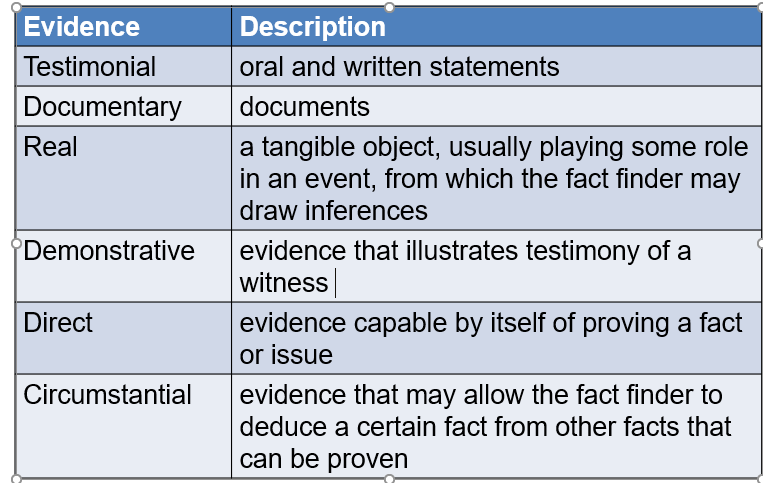 Evidence Description
Testimonial oral and written statements
Documentary documents
Real a tangible object, usually playing some role
in an event, from which the fact finder may
draw inferences
Demonstrative evidence that illustrates testimony of a
witness
Direct evidence capable by itself of proving a fact
or issue
Circumstantial evidence that may allow the fact finder to
deduce a certain fact from other facts that
can be proven